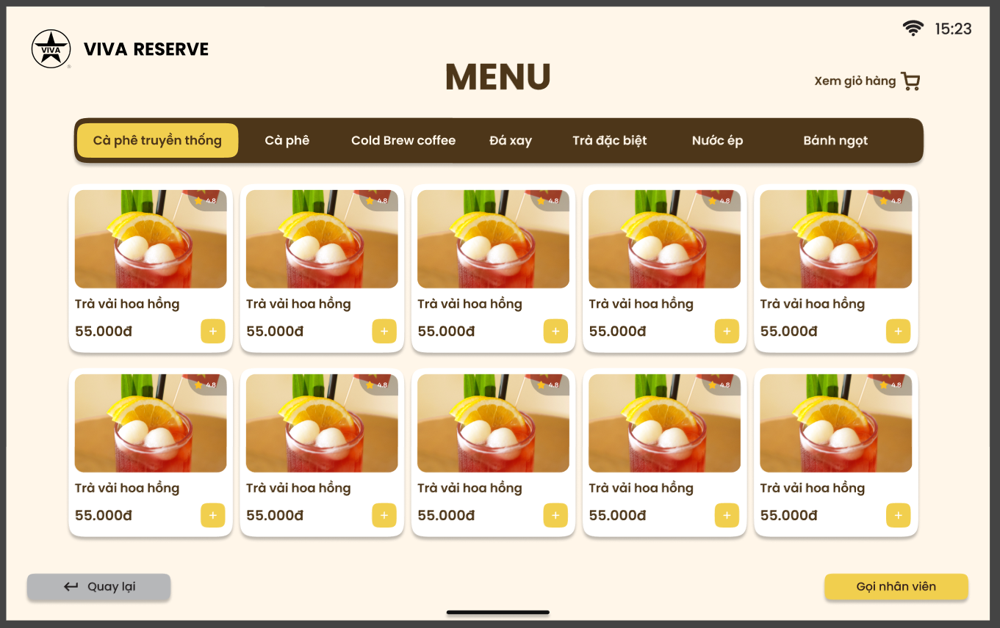 15:23
VIVA
VIVA RESERVE
MENU
Xem giỏ hàng
Cà phê truyền thống
Cà phê
Cold Brew coffee
Đá xay
Trà đặc biệt
Nước ép
Bánh ngọt
4.8
4.8
4.8
4.8
4.8
Trà vải hoa hồng
Trà vải hoa hồng
Trà vải hoa hồng
Trà vải hoa hồng
Trà vải hoa hồng
55.000đ +
55.000đ +
55.000đ +
55.000đ +
55.000đ +
4.8
4.8
4.8
4.8
4.8
Trà vải hoa hồng
Trà vải hoa hồng
Trà vải hoa hồng
Trà vải hoa hồng
Trà vải hoa hồng
55.000đ +
55.000đ +
55.000đ +
55.000đ +
55.000đ +
Quay lại
Gọi nhân viên